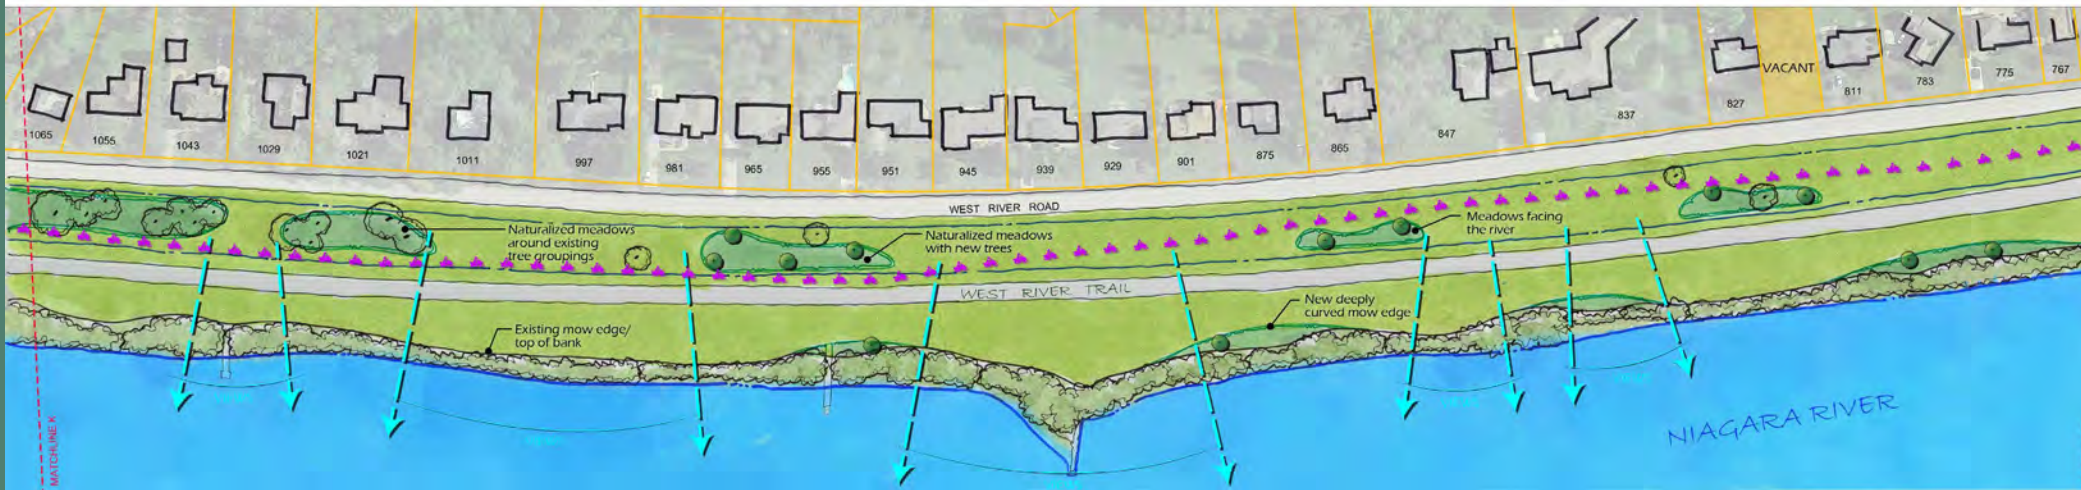 VACANT
1065
1055
1043
1029
1021
1011
997
981
965
955
951
945
939
929
901
875
865
847
837
827
811
783
775
767
WEST RIVER ROAD
Naturalized meadows
around existing
tree groupings
Naturalized meadows
with new trees
Meadows facing
the river
WEST RIVER TRAIL
Existing mow edge/
top of bank
New deeply
curved mow edge
MATCHLINE K
NIAGARA RIVER